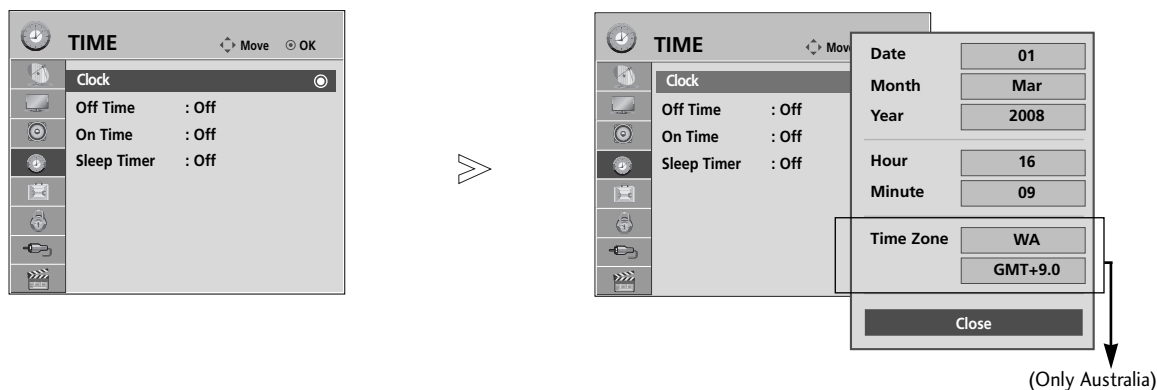 TIME Move OK
Clock
Off Time : Off
On Time : Off
Sleep Timer : Off
TIME Mov
Clock
Off Time : Off
On Time : Off
Sleep Timer : Off
Date 01
Month Mar
Year 2008
Hour 16
Minute 09
Time Zone WA
GMT+9.0
Close
(Only Australia)